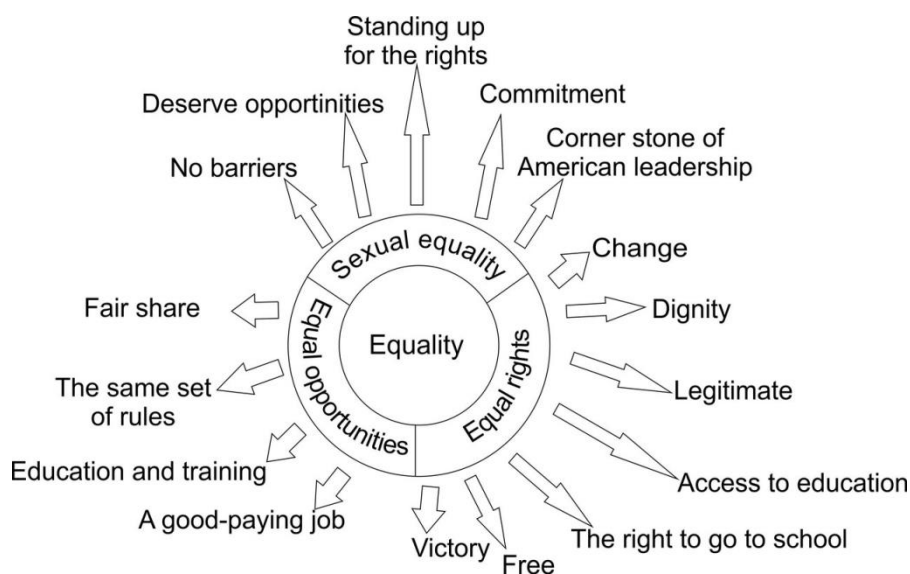 Standing up
for the rights
Deserve opportinities
Commitment
No barriers
Corner stone of
American leadership
Sexual equality
Change
Fair share
Equal opportunities
Equality
Equal rights
Dignity
The same set
of rules
Legitimate
Education and training
Access to education
A good-paying job
Victory
Free
The right to go to school